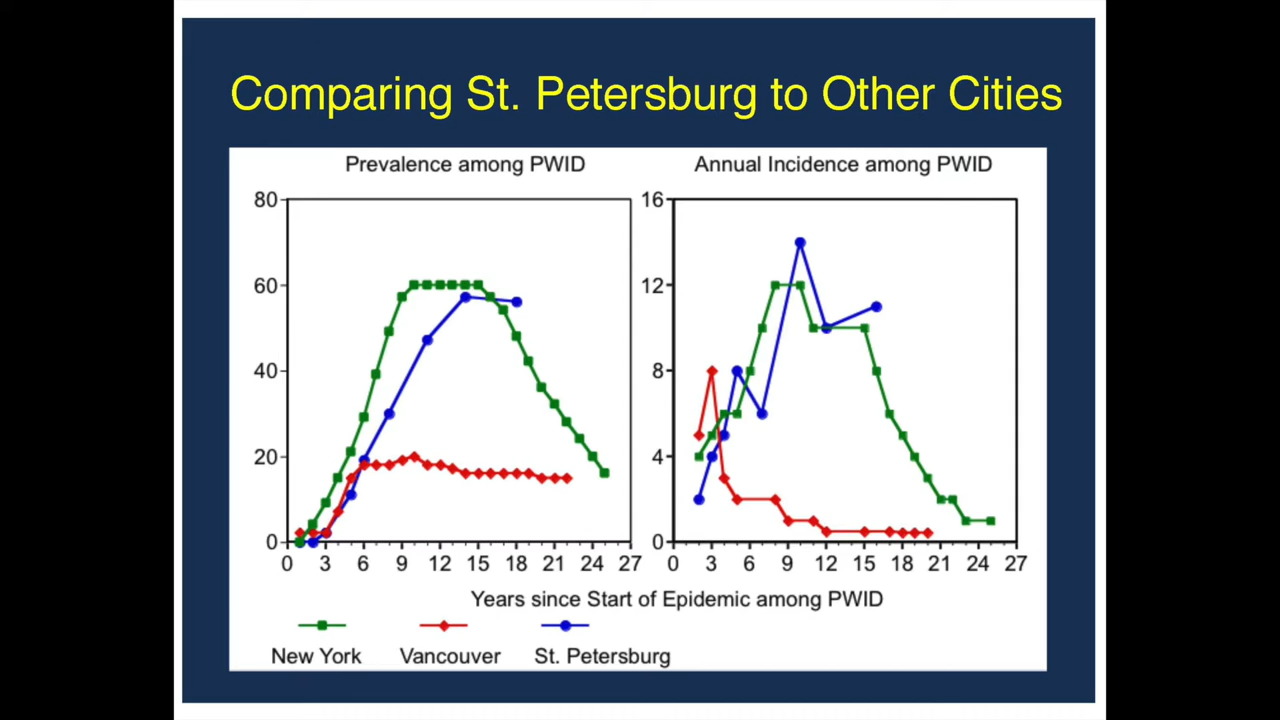 Comparing St. Petersburg to Other Cities
Prevalence among PWID
80
60
40
20
0
0 3 6 9 12 15 18 21 24 27
Annual Incidence among PWID
16
12
8
4
0
0 3 6 9 12 15 18 21 24 27
Years since Start of Epidemic among PWID
New York Vancouver St. Petersburg